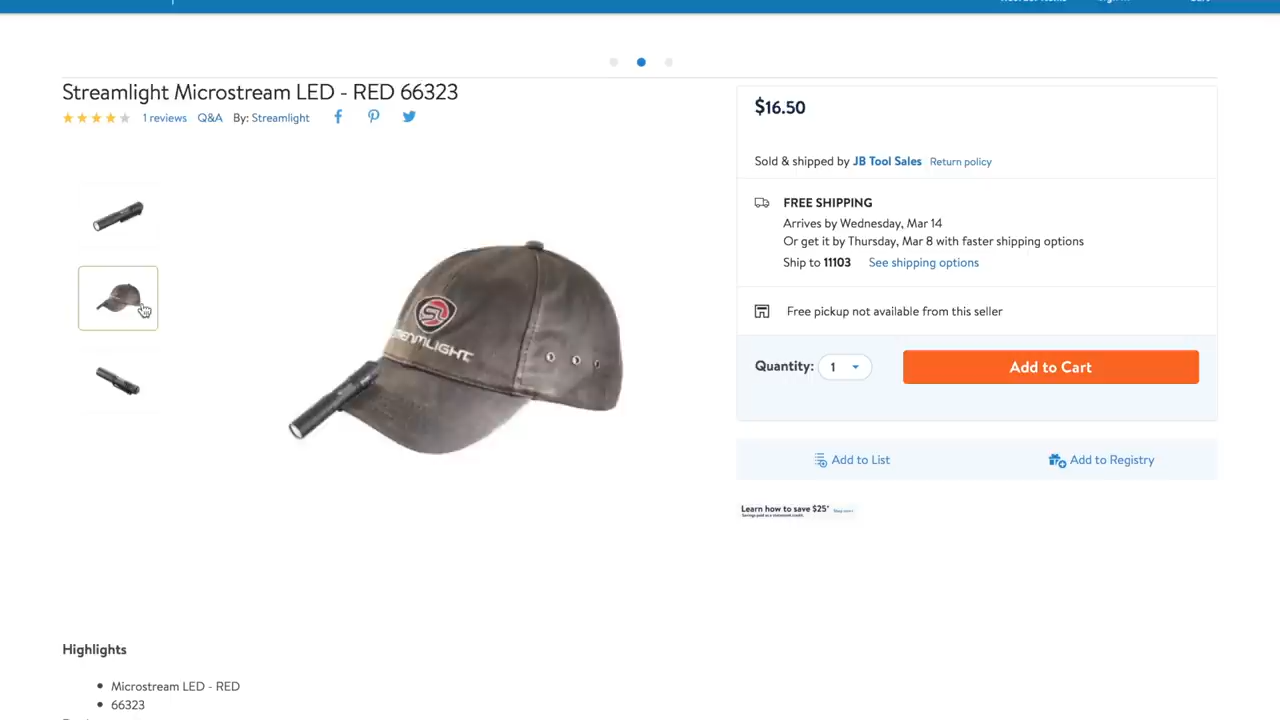 Streamlight Microstream LED - RED 66323
1 reviews Q&A By: Streamlight
$16.50
Sold & shipped by JB Tool Sales Return policy
FREE SHIPPING
Arrives by Wednesday, Mar 14
Or get it by Thursday, Mar 8 with faster shipping options
Ship to 11103 See shipping options
Free pickup not available from this seller
Quantity: 1 Add to Cart
Add to List Add to Registry
Learn how to save $25*
Highlights
Microstream LED - RED
66323